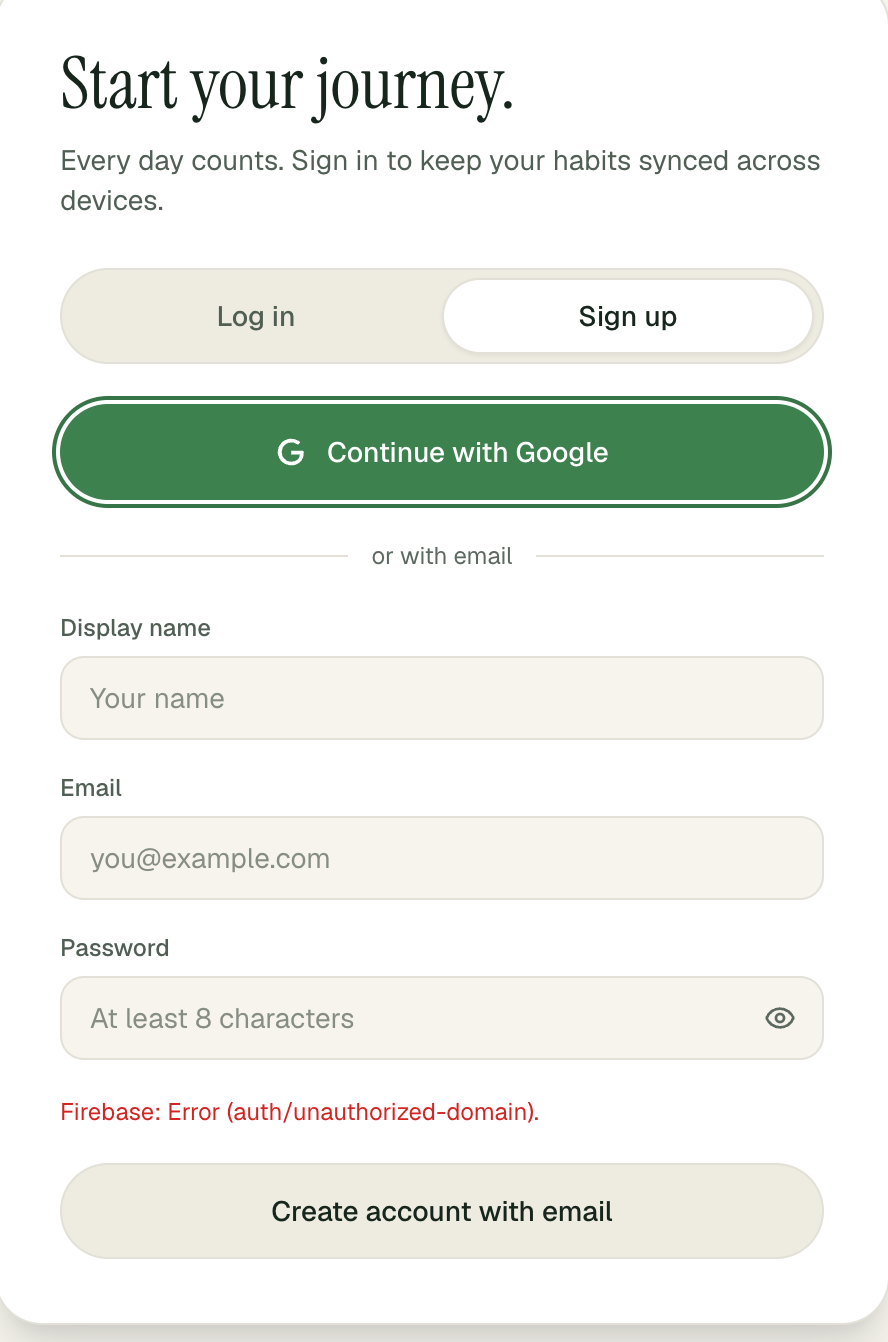 Start your journey.
Every day counts. Sign in to keep your habits synced across
devices.
Log in
Sign up
Continue with Google
or with email
Display name
Your name
Email
you@example.com
Password
At least 8 characters
Firebase: Error (auth/unauthorized-domain).
Create account with email